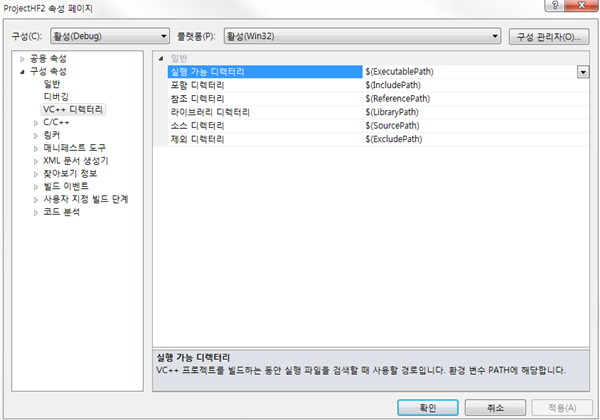 ProjectHF2 속성 페이지
구성(C): 활성(Debug) 플랫폼(P): 활성(Win32) 구성 관리자(O)...
공용 속성
구성 속성
일반
디버깅
VC++ 디렉터리
C/C++
링커
매니페스트 도구
XML 문서 생성기
찾아보기 정보
빌드 이벤트
사용자 지정 빌드 단계
코드 분석
일반
실행 가능 디렉터리 $(ExecutablePath)
포함 디렉터리 $(IncludePath)
참조 디렉터리 $(ReferencePath)
라이브러리 디렉터리 $(LibraryPath)
소스 디렉터리 $(SourcePath)
제외 디렉터리 $(ExcludePath)
실행 가능 디렉터리
VC++ 프로젝트를 빌드하는 동안 실행 파일을 검색할 때 사용할 경로입니다. 환경 변수 PATH에 해당합니다.
확인 취소 적용(A)